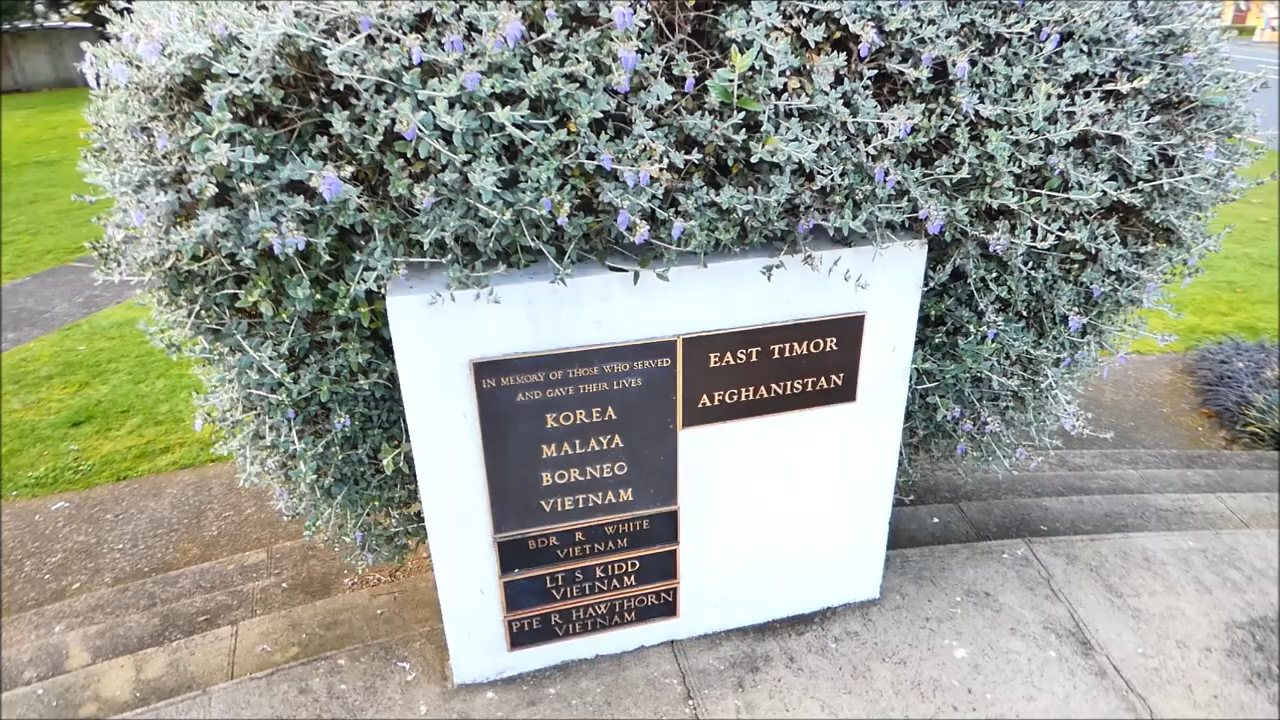 IN MEMORY OF THOSE WHO SERVED
AND GAVE THEIR LIVES
KOREA
MALAYA
BORNEO
VIETNAM
BDR R WHITE
VIETNAM
LT S KIDD
VIETNAM
PTE R HAWTHORN
VIETNAM
EAST TIMOR
AFGHANISTAN